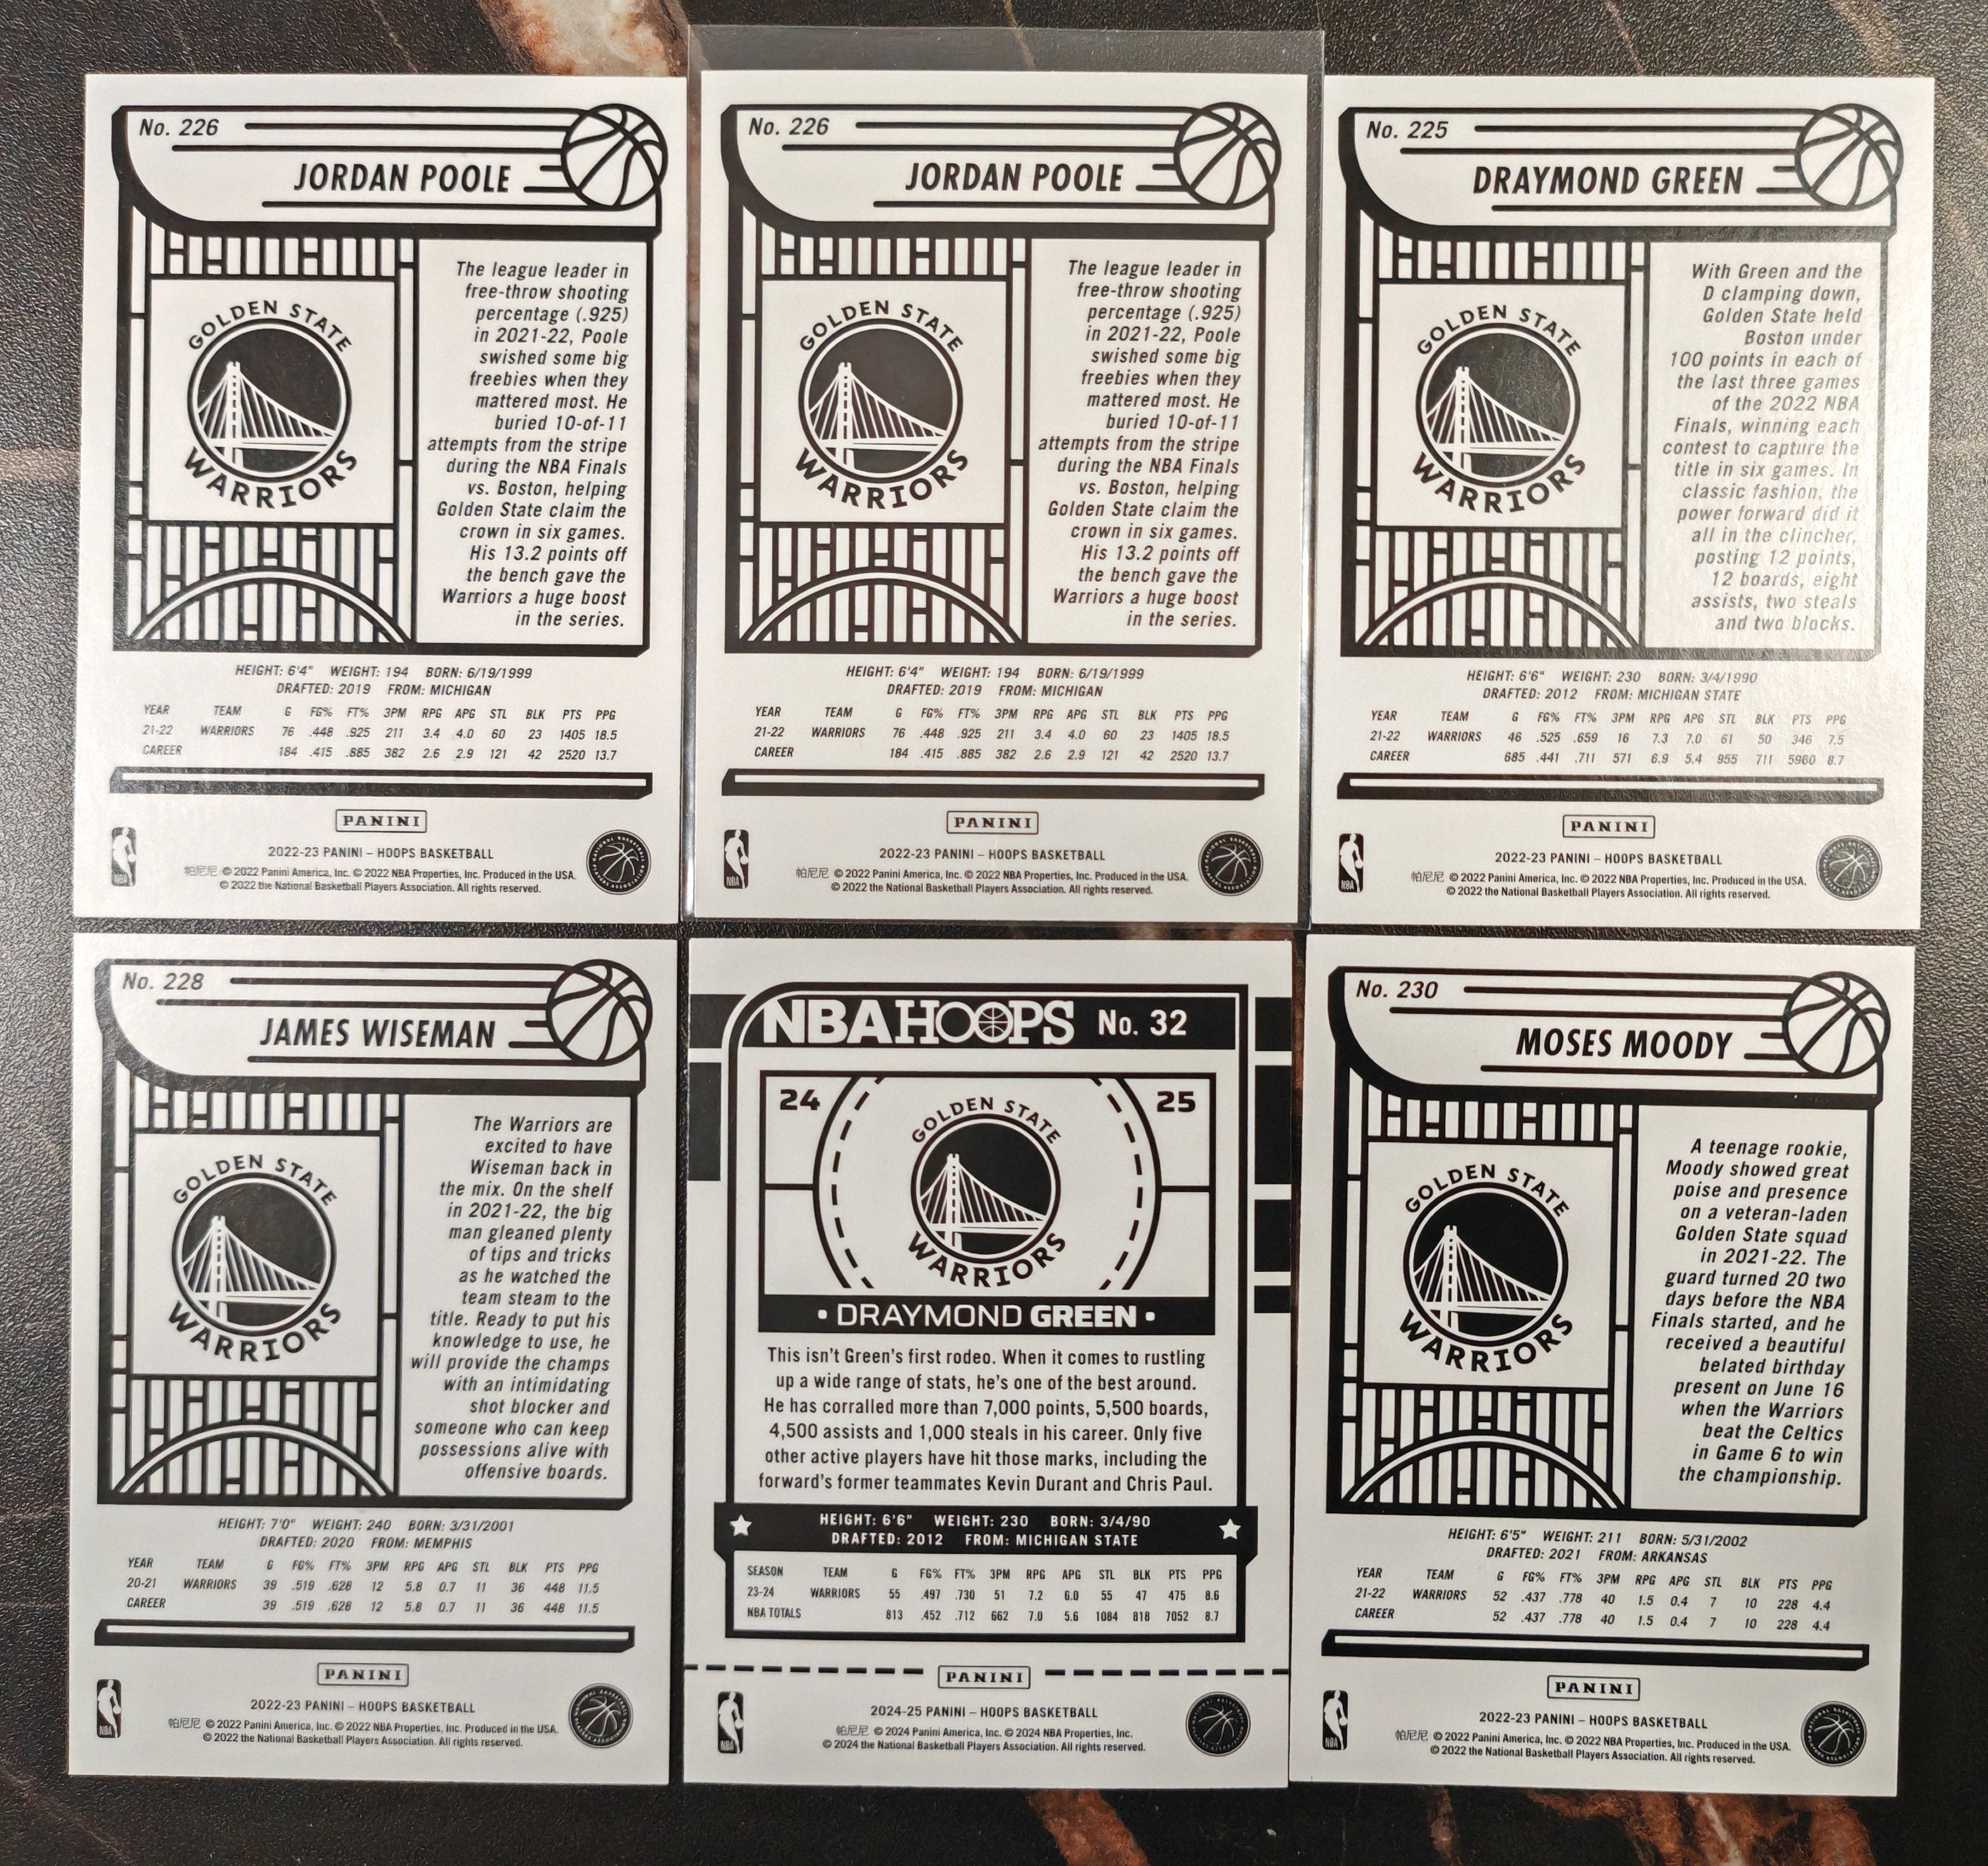 No. 226
JORDAN POOLE
GOLDEN STATE
WARRIORS
The league leader in
free-throw shooting
percentage (.925)
in 2021-22, Poole
swished some big
freebies when they
mattered most. He
buried 10-of-11
attempts from the stripe
during the NBA Finals
vs. Boston, helping
Golden State claim the
crown in six games.
His 13.2 points off
the bench gave the
Warriors a huge boost
in the series.
HEIGHT: 6'4" WEIGHT: 194 BORN: 6/19/1999
DRAFTED: 2019 FROM: MICHIGAN
YEAR TEAM G FG% FT% 3PM RPG APG STL BLK PTS PPG
21-22 WARRIORS 76 .448 .925 211 3.4 4.0 60 23 1405 18.5
CAREER 184 .415 .885 382 2.6 2.9 121 42 2520 13.7
PANINI
2022-23 PANINI – HOOPS BASKETBALL
帕尼尼 © 2022 Panini America, Inc. © 2022 NBA Properties, Inc. Produced in the USA.
© 2022 the National Basketball Players Association. All rights reserved.
No. 226
JORDAN POOLE
GOLDEN STATE
WARRIORS
The league leader in
free-throw shooting
percentage (.925)
in 2021-22, Poole
swished some big
freebies when they
mattered most. He
buried 10-of-11
attempts from the stripe
during the NBA Finals
vs. Boston, helping
Golden State claim the
crown in six games.
His 13.2 points off
the bench gave the
Warriors a huge boost
in the series.
HEIGHT: 6'4" WEIGHT: 194 BORN: 6/19/1999
DRAFTED: 2019 FROM: MICHIGAN
YEAR TEAM G FG% FT% 3PM RPG APG STL BLK PTS PPG
21-22 WARRIORS 76 .448 .925 211 3.4 4.0 60 23 1405 18.5
CAREER 184 .415 .885 382 2.6 2.9 121 42 2520 13.7
PANINI
NBA
2022-23 PANINI – HOOPS BASKETBALL
帕尼尼 © 2022 Panini America, Inc. © 2022 NBA Properties, Inc. Produced in the USA.
© 2022 the National Basketball Players Association. All rights reserved.
No. 225
DRAYMOND GREEN
GOLDEN STATE
WARRIORS
With Green and the
D clamping down,
Golden State held
Boston under
100 points in each of
the last three games
of the 2022 NBA
Finals, winning each
contest to capture the
title in six games. In
classic fashion, the
power forward did it
all in the clincher,
posting 12 points,
12 boards, eight
assists, two steals
and two blocks.
HEIGHT: 6'6" WEIGHT: 230 BORN: 3/4/1990
DRAFTED: 2012 FROM: MICHIGAN STATE
YEAR TEAM G FG% FT% 3PM RPG APG STL BLK PTS PPG
21-22 WARRIORS 46 .525 .659 16 7.3 7.0 61 50 346 7.5
CAREER 685 .441 .711 571 6.9 5.4 955 711 5960 8.7
PANINI
NBA
2022-23 PANINI – HOOPS BASKETBALL
帕尼尼 © 2022 Panini America, Inc. © 2022 NBA Properties, Inc. Produced in the USA.
© 2022 the National Basketball Players Association. All rights reserved.
No. 228
JAMES WISEMAN
GOLDEN STATE
WARRIORS
The Warriors are
excited to have
Wiseman back in
the mix. On the shelf
in 2021-22, the big
man gleaned plenty
of tips and tricks
as he watched the
team steam to the
title. Ready to put his
knowledge to use, he
will provide the champs
with an intimidating
shot blocker and
someone who can keep
possessions alive with
offensive boards.
HEIGHT: 7'0" WEIGHT: 240 BORN: 3/31/2001
DRAFTED: 2020 FROM: MEMPHIS
YEAR TEAM G FG% FT% 3PM RPG APG STL BLK PTS PPG
20-21 WARRIORS 39 .519 .628 12 5.8 0.7 11 36 448 11.5
CAREER 39 .519 .628 12 5.8 0.7 11 36 448 11.5
PANINI
NBA
2022-23 PANINI – HOOPS BASKETBALL
帕尼尼 © 2022 Panini America, Inc. © 2022 NBA Properties, Inc. Produced in the USA.
© 2022 the National Basketball Players Association. All rights reserved.
NBA HOOPS No. 32
24 25
GOLDEN STATE
WARRIORS
• DRAYMOND GREEN •
This isn't Green's first rodeo. When it comes to rustling
up a wide range of stats, he's one of the best around.
He has corralled more than 7,000 points, 5,500 boards,
4,500 assists and 1,000 steals in his career. Only five
other active players have hit those marks, including the
forward's former teammates Kevin Durant and Chris Paul.
HEIGHT: 6'6" WEIGHT: 230 BORN: 3/4/90
DRAFTED: 2012 FROM: MICHIGAN STATE
SEASON TEAM G FG% FT% 3PM RPG APG STL BLK PTS PPG
23-24 WARRIORS 55 .497 .730 51 7.2 6.0 55 47 475 8.6
NBA TOTALS 813 .452 .712 662 7.0 5.6 1084 818 7052 8.7
PANINI
NBA
2024-25 PANINI – HOOPS BASKETBALL
帕尼尼 © 2024 Panini America, Inc. © 2024 NBA Properties, Inc.
© 2024 the National Basketball Players Association. All rights reserved.
No. 230
MOSES MOODY
GOLDEN STATE
WARRIORS
A teenage rookie,
Moody showed great
poise and presence
on a veteran-laden
Golden State squad
in 2021-22. The
guard turned 20 two
days before the NBA
Finals started, and he
received a beautiful
belated birthday
present on June 16
when the Warriors
beat the Celtics
in Game 6 to win
the championship.
HEIGHT: 6'5" WEIGHT: 211 BORN: 5/31/2002
DRAFTED: 2021 FROM: ARKANSAS
YEAR TEAM G FG% FT% 3PM RPG APG STL BLK PTS PPG
21-22 WARRIORS 52 .437 .778 40 1.5 0.4 7 10 228 4.4
CAREER 52 .437 .778 40 1.5 0.4 7 10 228 4.4
PANINI
NBA
2022-23 PANINI – HOOPS BASKETBALL
帕尼尼 © 2022 Panini America, Inc. © 2022 NBA Properties, Inc. Produced in the USA.
© 2022 the National Basketball Players Association. All rights reserved.